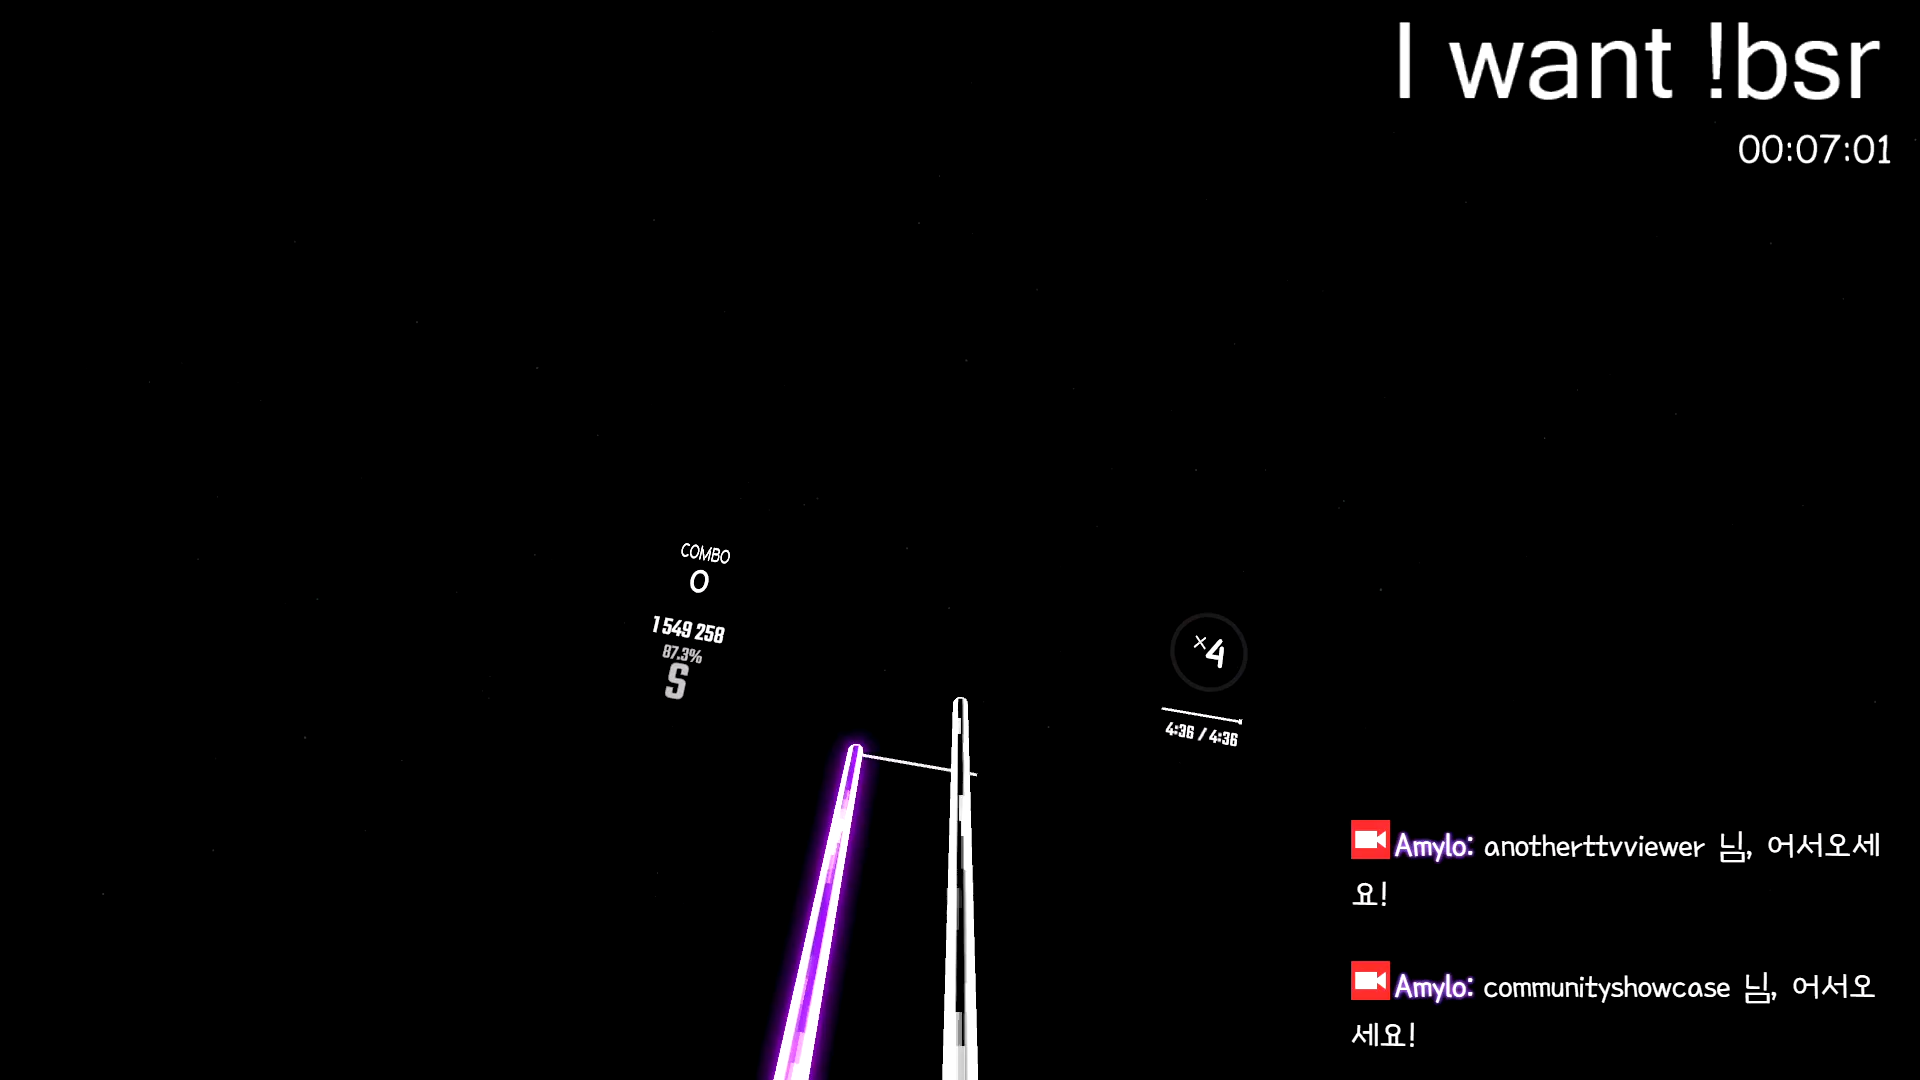 I want !bsr
00:07:01
COMBO
0
1 549 258
87.3%
S
x4
4:36 / 4:36
Amylo: anotherttvviewer 님, 어서오세
요!
Amylo: communityshowcase 님, 어서오
세요!